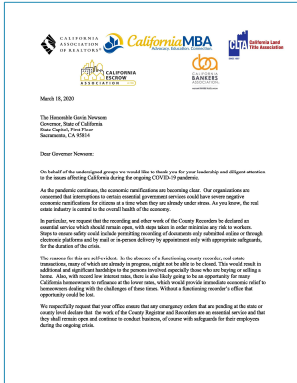 CALIFORNIA
ASSOCIATION
OF REALTORS®
CaliforniaMBA
Advocacy. Education. Connection.
CLTA
California Land
Title Association
CALIFORNIA
ESCROW
ASSOCIATION
CALIFORNIA
BANKERS
ASSOCIATION
March 18, 2020
The Honorable Gavin Newsom
Governor, State of California
State Capitol, First Floor
Sacramento, CA 95814
Dear Governor Newsom:
On behalf of the undersigned groups we would like to thank you for your leadership and diligent attention
to the issues affecting California during the ongoing COVID-19 pandemic.
As the pandemic continues, the economic ramifications are becoming clear. Our organizations are
concerned that interruptions to certain essential government services could have severe negative
economic ramifications for citizens at a time when they are already under stress. As you know, the real
estate industry is central to the overall health of the economy.
In particular, we request that the recording and other work of the County Recorders be declared an
essential service which should remain open, with steps taken in order minimize any risk to workers.
Steps to ensure safety could include permitting recording of documents only submitted online or through
electronic platforms and by mail or in-person delivery by appointment only with appropriate safeguards,
for the duration of the crisis.
The reasons for this are self-evident. In the absence of a functioning county recorder, real estate
transactions, many of which are already in progress, might not be able to be closed. This would result in
additional and significant hardships to the persons involved especially those who are buying or selling a
home. Also, with record low interest rates, there is also likely going to be an opportunity for many
California homeowners to refinance at the lower rates, which would provide immediate economic relief to
homeowners dealing with the challenges of these times. Without a functioning recorder's office that
opportunity could be lost.
We respectfully request that your office ensure that any emergency orders that are pending at the state or
county level declare that the work of the County Registrar and Recorders are an essential service and that
they shall remain open and continue to conduct business, of course with safeguards for their employees
during the ongoing crisis.